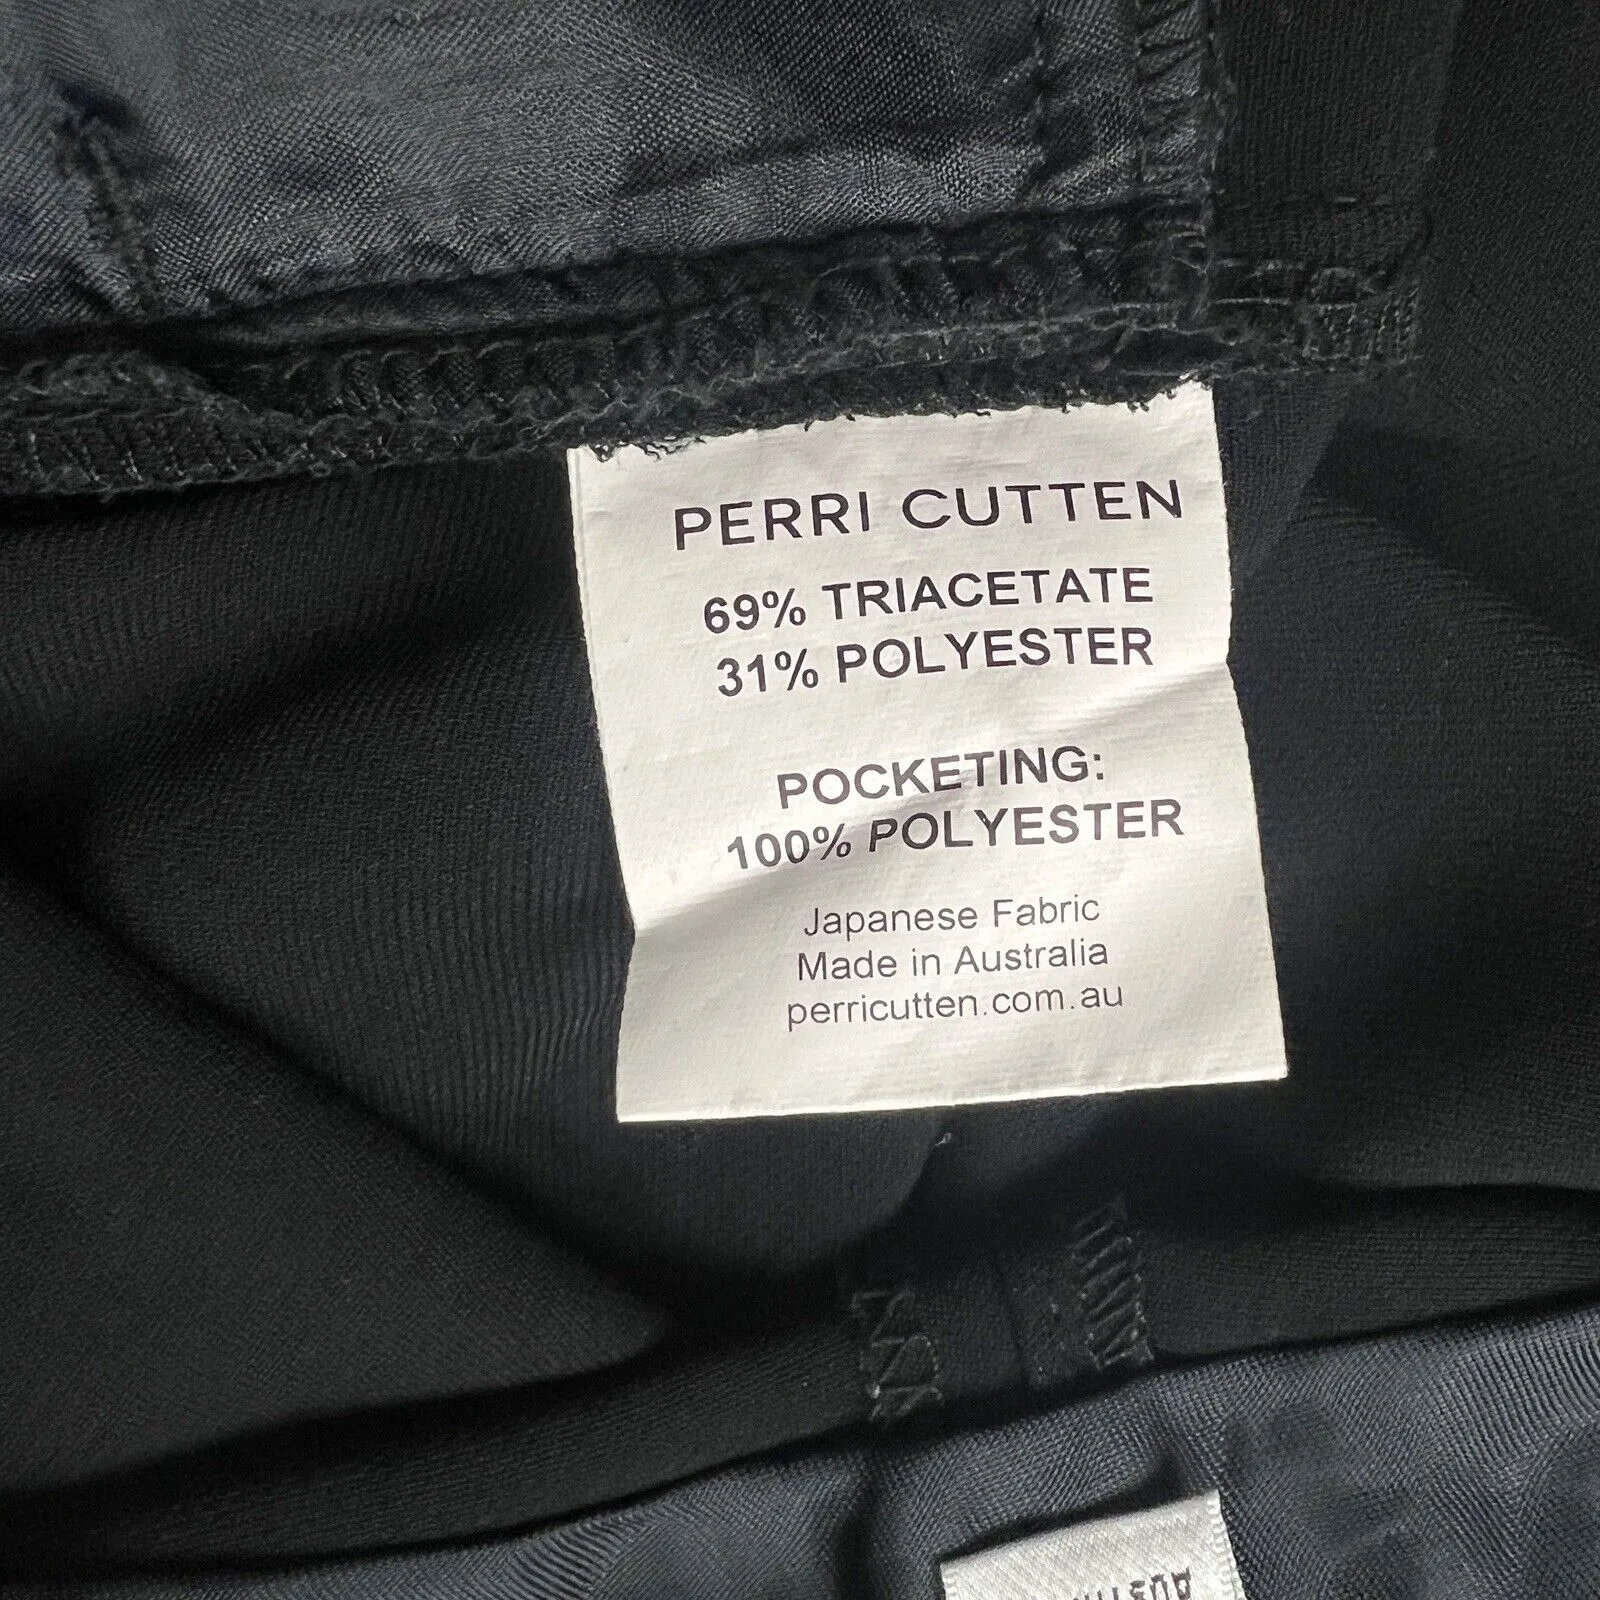 PERRI CUTTEN
69% TRIACETATE
31% POLYESTER
POCKETING:
100% POLYESTER
Japanese Fabric
Made in Australia
perricutten.com.au